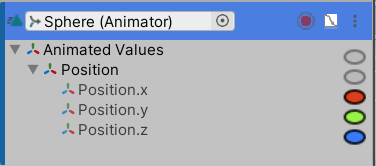 Sphere (Animator)
Animated Values
Position
Position.x
Position.y
Position.z